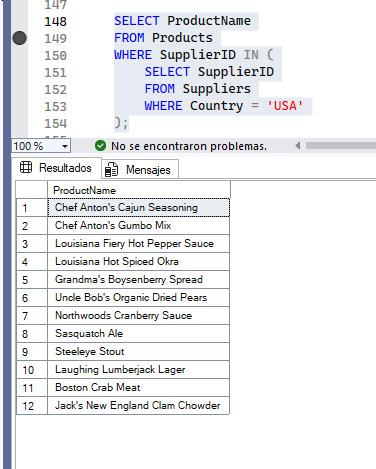 147
148 SELECT ProductName
149 FROM Products
150 WHERE SupplierID IN (
151 SELECT SupplierID
152 FROM Suppliers
153 WHERE Country = 'USA'
154 );
100 % No se encontraron problemas.
Resultados Mensajes
ProductName
1 Chef Anton's Cajun Seasoning
2 Chef Anton's Gumbo Mix
3 Louisiana Fiery Hot Pepper Sauce
4 Louisiana Hot Spiced Okra
5 Grandma's Boysenberry Spread
6 Uncle Bob's Organic Dried Pears
7 Northwoods Cranberry Sauce
8 Sasquatch Ale
9 Steeleye Stout
10 Laughing Lumberjack Lager
11 Boston Crab Meat
12 Jack's New England Clam Chowder